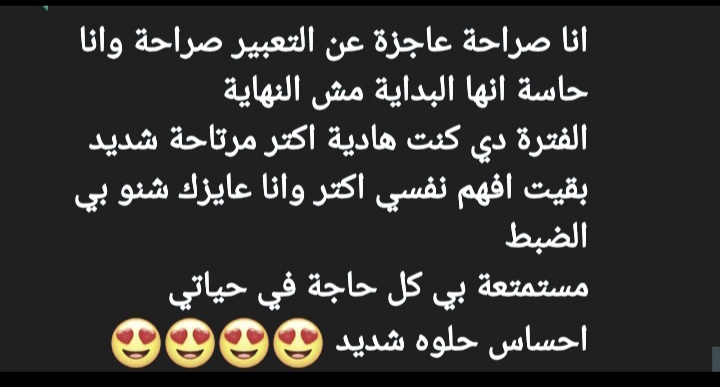 انا صراحة عاجزة عن التعبير صراحة وانا
حاسة انها البداية مش النهاية
الفترة دي كنت هادية اكتر مرتاحة شديد
بقيت افهم نفسي اكتر وانا عايزك شنو بي
الضبط
مستمتعة بي كل حاجة في حياتي
احساس حلوه شديد 😍😍😍😍